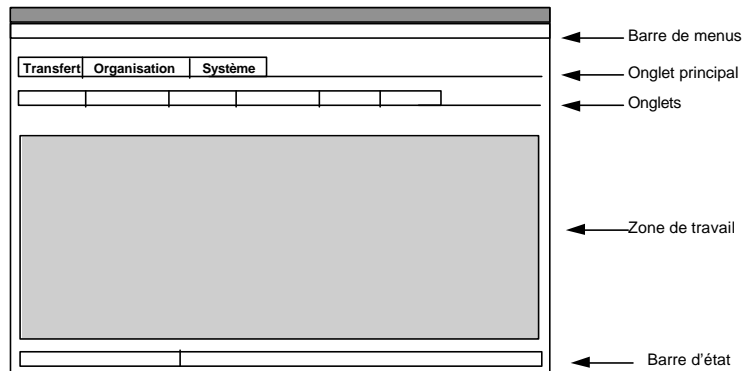 Barre de menus
Transfert Organisation Système
Onglet principal
Onglets
Zone de travail
Barre d'état